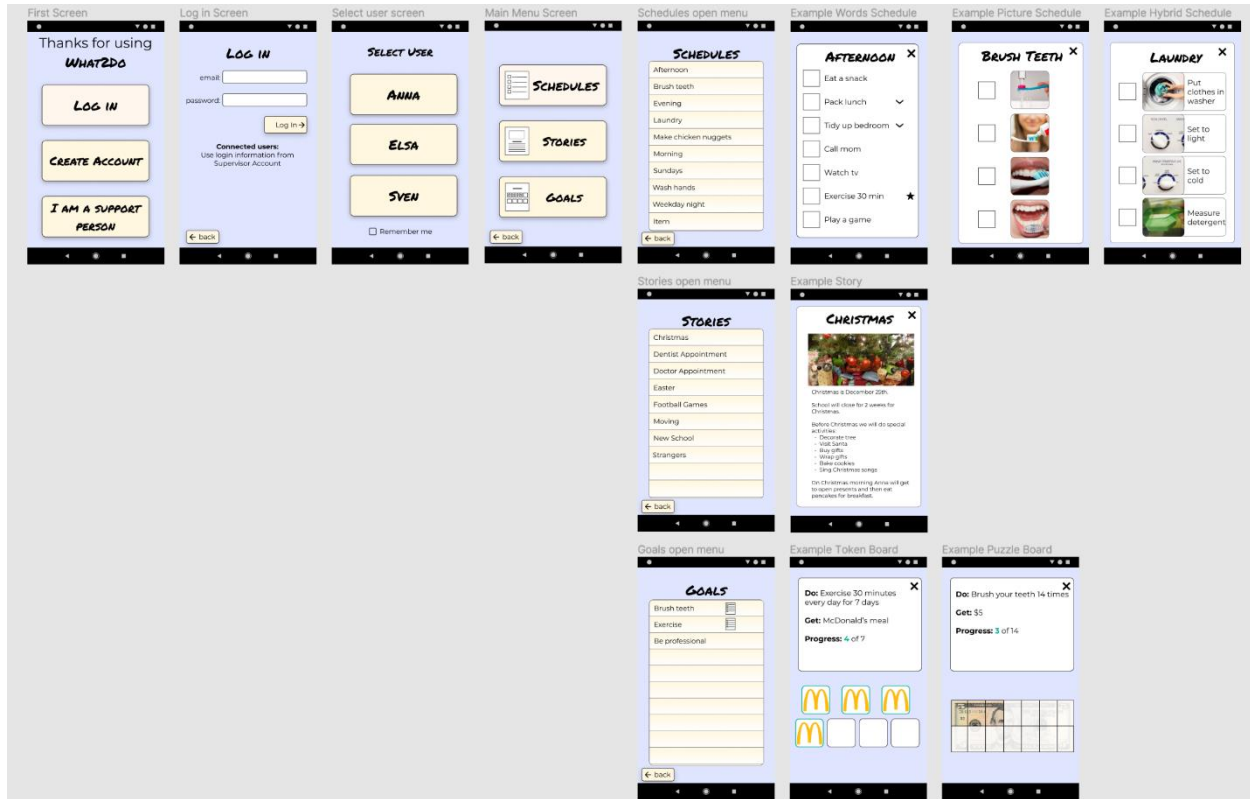 First Screen
Thanks for using
What2Do
Log in
Create Account
I am a support
person
Log in Screen
Log in
email:
password:
Log In →
Connected users:
Use login information from
Supervisor Account
← back
Select user screen
Select User
Anna
Elsa
Sven
Remember me
Main Menu Screen
Schedules
Stories
Goals
← back
Schedules open menu
Schedules
Afternoon
Brush teeth
Evening
Laundry
Make chicken nuggets
Morning
Sundays
Wash hands
Weekday night
Item
← back
Example Words Schedule
Afternoon
Eat a snack
Pack lunch
Tidy up bedroom
Call mom
Watch tv
Exercise 30 min
Play a game
Example Picture Schedule
Brush Teeth
Example Hybrid Schedule
Laundry
Put
clothes in
washer
Set to
light
Set to
cold
Measure
detergent
Stories open menu
Stories
Christmas
Dentist Appointment
Doctor Appointment
Easter
Football Games
Moving
New School
Strangers
← back
Example Story
Christmas
Christmas is December 25th.
School will close for 2 weeks for
Christmas.
Before Christmas we will do special
activities:
- Decorate tree
- Visit Santa
- Buy gifts
- Wrap gifts
- Bake cookies
- Sing Christmas songs
On Christmas morning Anna will get
to open presents and then eat
pancakes for breakfast.
Goals open menu
Goals
Brush teeth
Exercise
Be professional
← back
Example Token Board
Do: Exercise 30 minutes
every day for 7 days
Get: McDonald's meal
Progress: 4 of 7
Example Puzzle Board
Do: Brush your teeth 14 times
Get: $5
Progress: 3 of 14